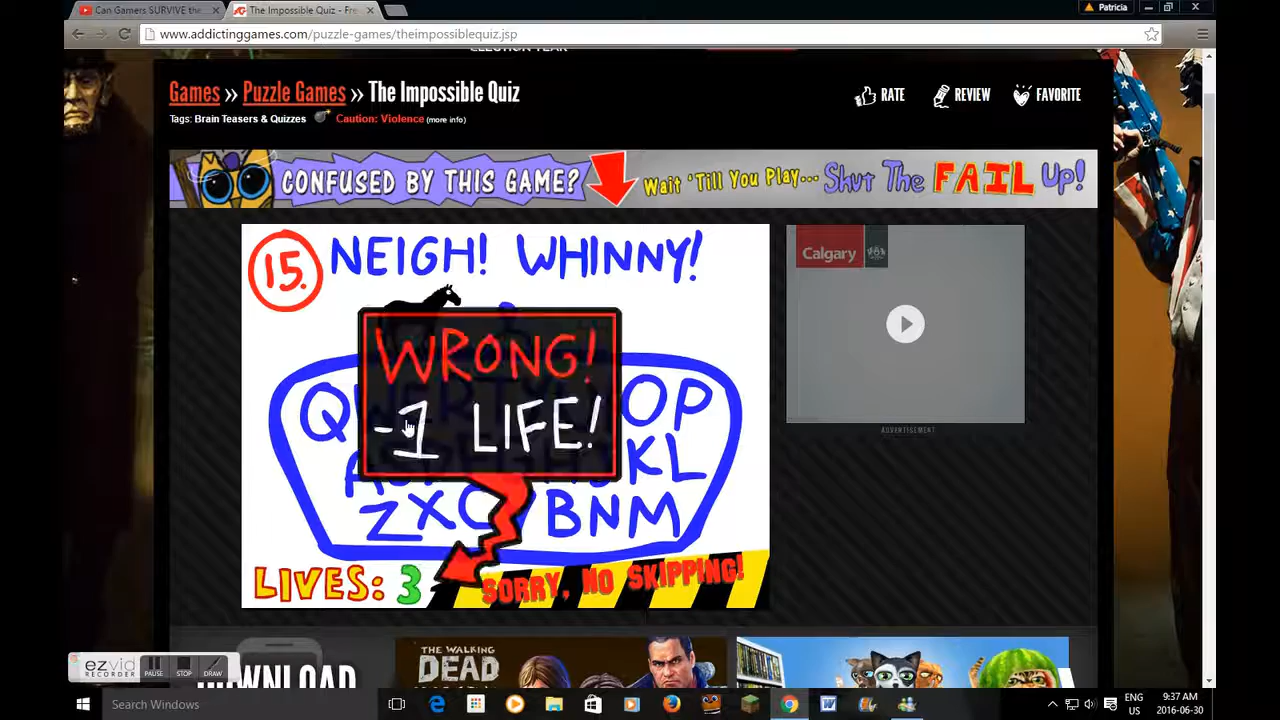 Can Gamers SURVIVE the
The Impossible Quiz - Fre
Patricia
www.addictinggames.com/puzzle-games/theimpossiblequiz.jsp
ELECTION YEAR
Games » Puzzle Games » The Impossible Quiz
RATE
REVIEW
FAVORITE
Tags: Brain Teasers & Quizzes Caution: Violence (more info)
CONFUSED BY THIS GAME? Wait 'Till You Play... Shut The FAIL Up!
15. NEIGH! WHINNY!
Calgary
WRONG!
-1 LIFE!
Q OP
KL
ZXC BNM
ADVERTISEMENT
LIVES: 3
SORRY, NO SKIPPING!
ezvid
RECORDER
PAUSE
STOP
DRAW
DOWNLOAD
THE WALKING
DEAD
Search Windows
ENG
US
9:37 AM
2016-06-30